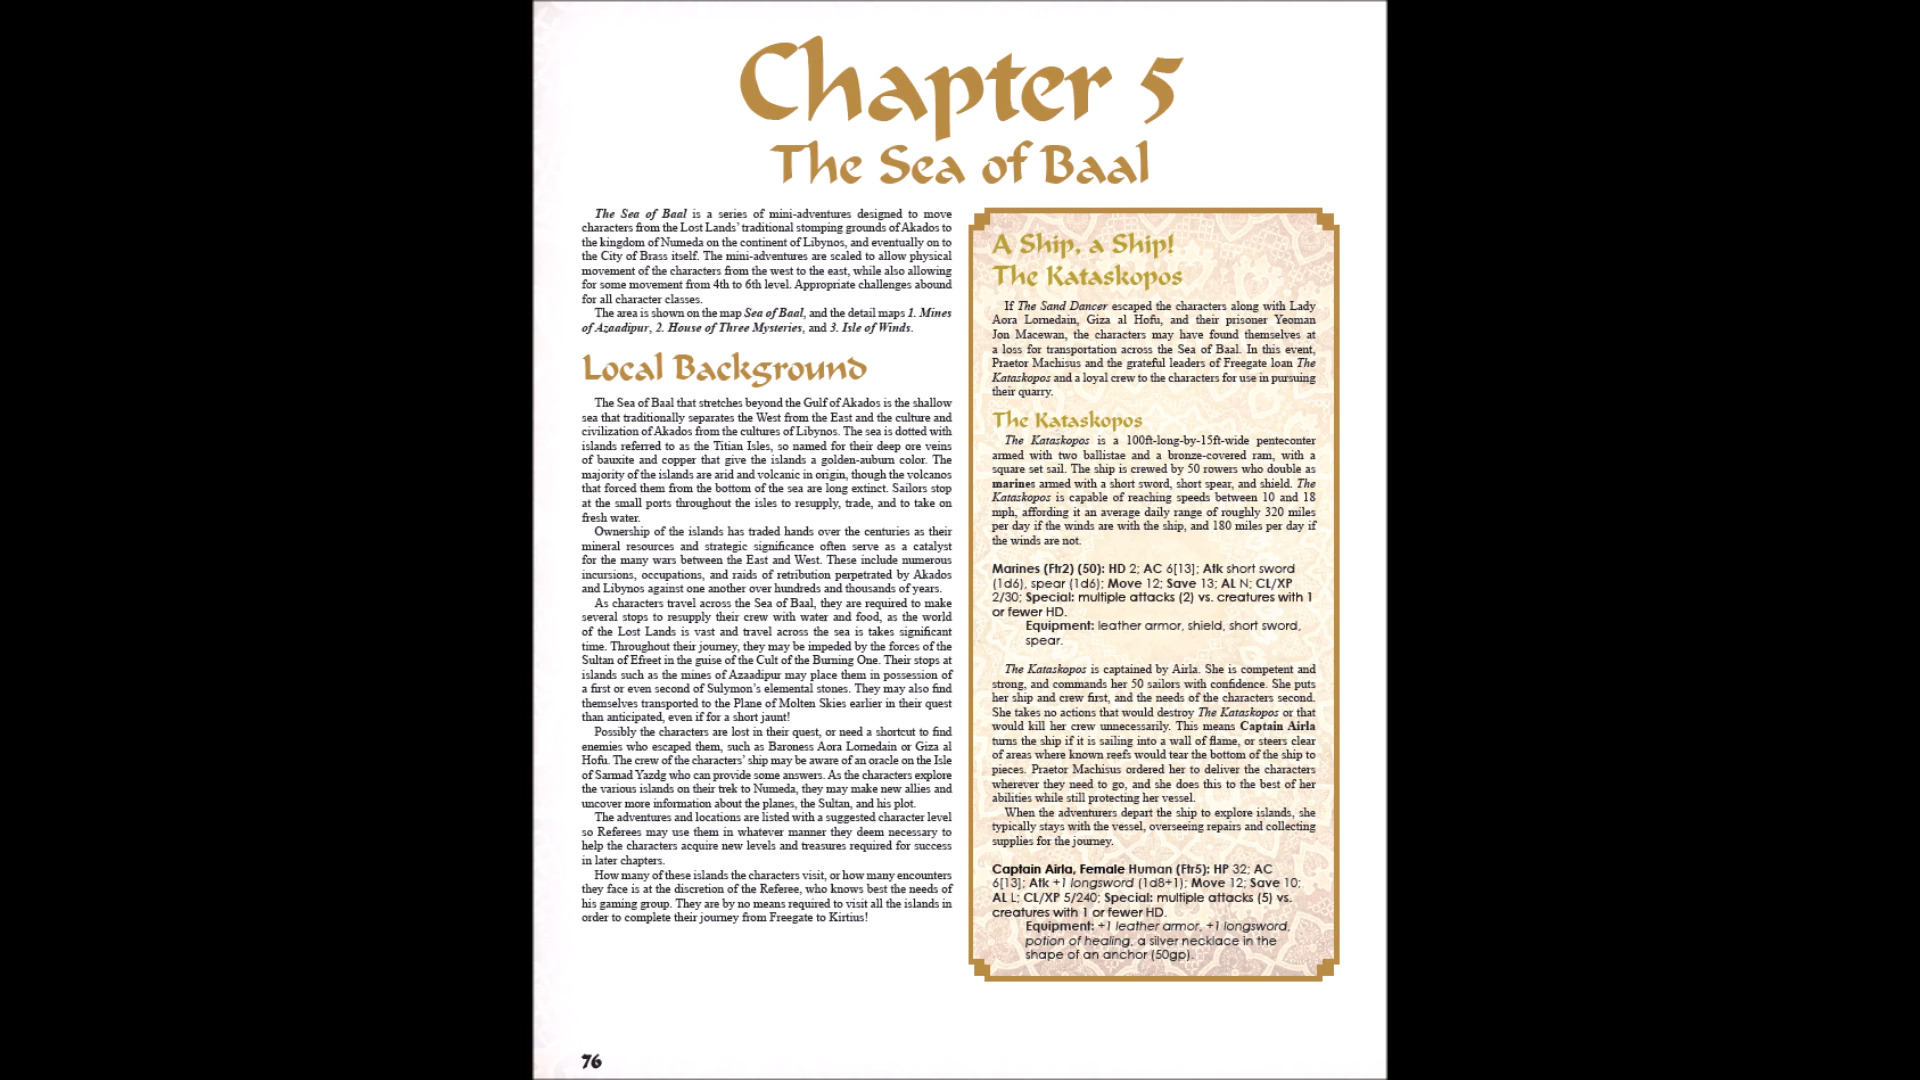 Chapter 5
The Sea of Baal
The Sea of Baal is a series of mini-adventures designed to move
characters from the Lost Lands' traditional stomping grounds of Akados to
the kingdom of Numeda on the continent of Libynos, and eventually on to
the City of Brass itself. The mini-adventures are scaled to allow physical
movement of the characters from the west to the east, while also allowing
for some movement from 4th to 6th level. Appropriate challenges abound
for all character classes.
The area is shown on the map Sea of Baal, and the detail maps 1. Mines
of Azaadipur, 2. House of Three Mysteries, and 3. Isle of Winds.
Local Background
The Sea of Baal that stretches beyond the Gulf of Akados is the shallow
sea that traditionally separates the West from the East and the culture and
civilization of Akados from the cultures of Libynos. The sea is dotted with
islands referred to as the Titian Isles, so named for their deep ore veins
of bauxite and copper that give the islands a golden-auburn color. The
majority of the islands are arid and volcanic in origin, though the volcanos
that forced them from the bottom of the sea are long extinct. Sailors stop
at the small ports throughout the isles to resupply, trade, and to take on
fresh water.
Ownership of the islands has traded hands over the centuries as their
mineral resources and strategic significance often serve as a catalyst
for the many wars between the East and West. These include numerous
incursions, occupations, and raids of retribution perpetrated by Akados
and Libynos against one another over hundreds and thousands of years.
As characters travel across the Sea of Baal, they are required to make
several stops to resupply their crew with water and food, as the world
of the Lost Lands is vast and travel across the sea is takes significant
time. Throughout their journey, they may be impeded by the forces of the
Sultan of Efreet in the guise of the Cult of the Burning One. Their stops at
islands such as the mines of Azaadipur may place them in possession of
a first or even second of Sulymon's elemental stones. They may also find
themselves transported to the Plane of Molten Skies earlier in their quest
than anticipated, even if for a short jaunt!
Possibly the characters are lost in their quest, or need a shortcut to find
enemies who escaped them, such as Baroness Aora Lomedain or Giza al
Hofu. The crew of the characters' ship may be aware of an oracle on the Isle
of Sarmad Yazdg who can provide some answers. As the characters explore
the various islands on their trek to Numeda, they may make new allies and
uncover more information about the planes, the Sultan, and his plot.
The adventures and locations are listed with a suggested character level
so Referees may use them in whatever manner they deem necessary to
help the characters acquire new levels and treasures required for success
in later chapters.
How many of these islands the characters visit, or how many encounters
they face is at the discretion of the Referee, who knows best the needs of
his gaming group. They are by no means required to visit all the islands in
order to complete their journey from Freegate to Kirtius!
A Ship, a Ship!
The Kataskopos
If The Sand Dancer escaped the characters along with Lady
Aora Lomedain, Giza al Hofu, and their prisoner Yeoman
Jon Macewan, the characters may have found themselves at
a loss for transportation across the Sea of Baal. In this event,
Praetor Machisus and the grateful leaders of Freegate loan The
Kataskopos and a loyal crew to the characters for use in pursuing
their quarry.
The Kataskopos
The Kataskopos is a 100ft-long-by-15ft-wide penteconter
armed with two ballistae and a bronze-covered ram, with a
square set sail. The ship is crewed by 50 rowers who double as
marines armed with a short sword, short spear, and shield. The
Kataskopos is capable of reaching speeds between 10 and 18
mph, affording it an average daily range of roughly 320 miles
per day if the winds are with the ship, and 180 miles per day if
the winds are not.
Marines (Ftr2) (50): HD 2; AC 6[13]; Atk short sword
(1d6), spear (1d6); Move 12; Save 13; AL N; CL/XP
2/30; Special: multiple attacks (2) vs. creatures with 1
or fewer HD.
Equipment: leather armor, shield, short sword,
spear.
The Kataskopos is captained by Airla. She is competent and
strong, and commands her 50 sailors with confidence. She puts
her ship and crew first, and the needs of the characters second.
She takes no actions that would destroy The Kataskopos or that
would kill her crew unnecessarily. This means Captain Airla
turns the ship if it is sailing into a wall of flame, or steers clear
of areas where known reefs would tear the bottom of the ship to
pieces. Praetor Machisus ordered her to deliver the characters
wherever they need to go, and she does this to the best of her
abilities while still protecting her vessel.
When the adventurers depart the ship to explore islands, she
typically stays with the vessel, overseeing repairs and collecting
supplies for the journey.
Captain Airla, Female Human (Ftr5): HP 32; AC
6[13]; Atk +1 longsword (1d8+1); Move 12; Save 10;
AL L; CL/XP 5/240; Special: multiple attacks (5) vs.
creatures with 1 or fewer HD.
Equipment: +1 leather armor, +1 longsword,
potion of healing, a silver necklace in the
shape of an anchor (50gp).
76